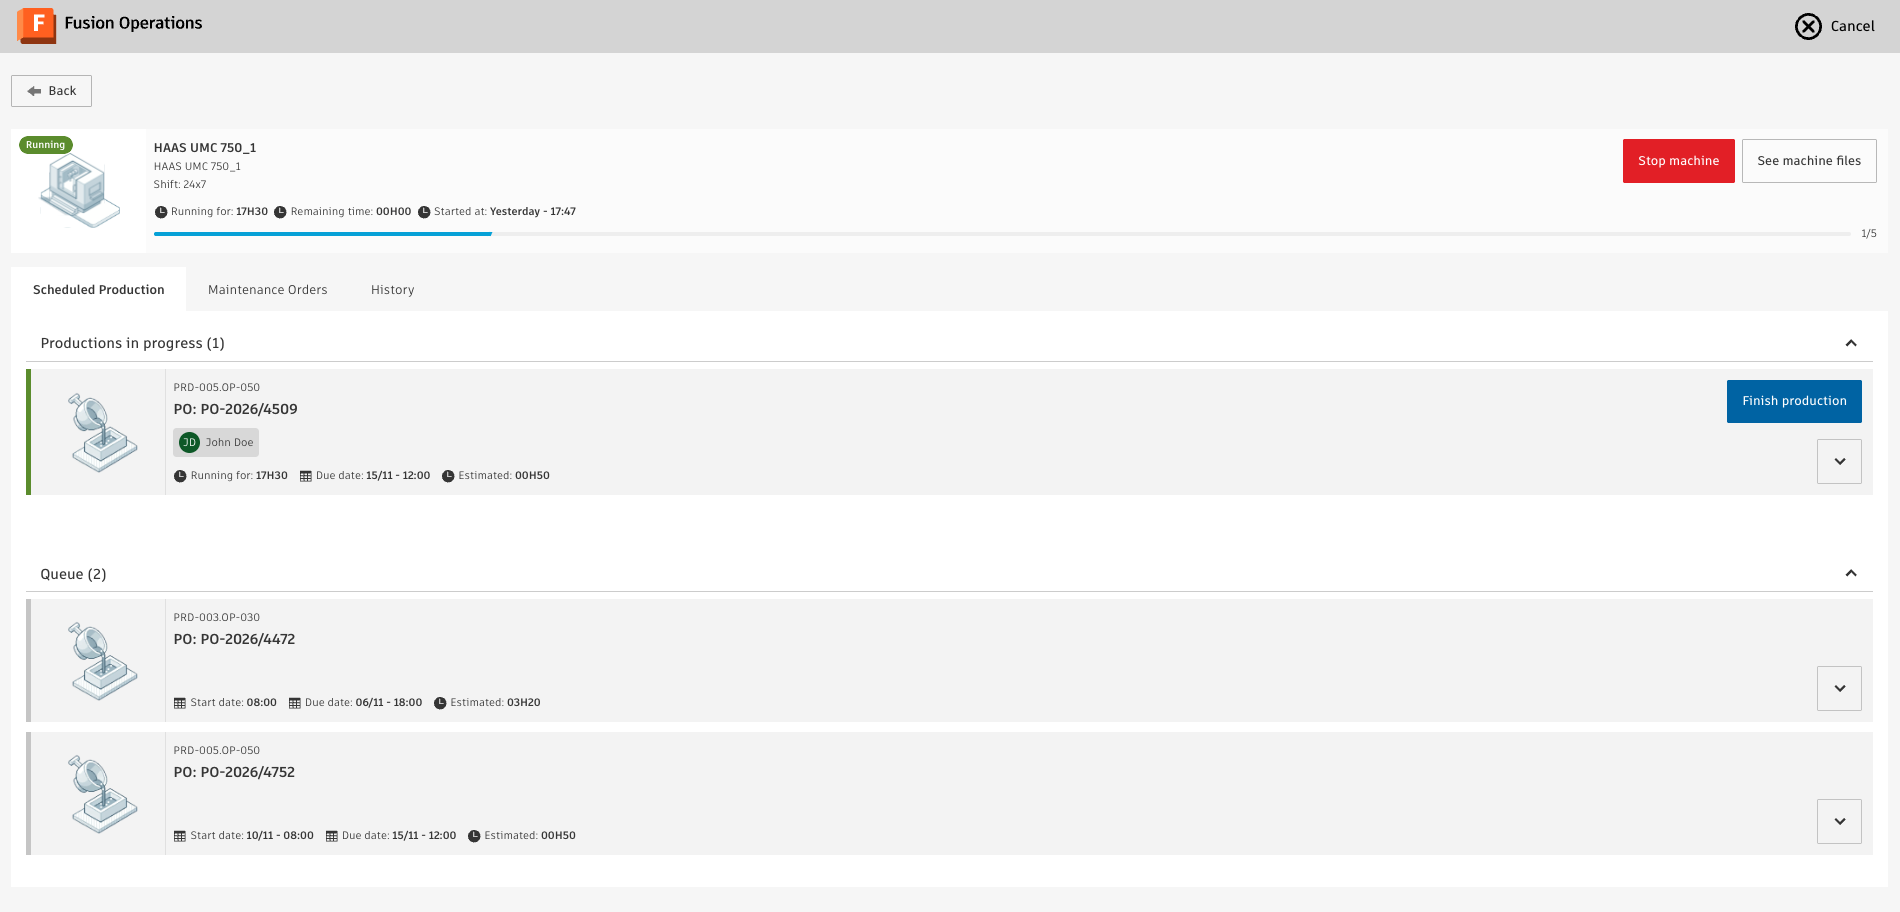 F Fusion Operations
Cancel
Back
Running
HAAS UMC 750_1
HAAS UMC 750_1
Shift: 24x7
Running for: 17H30 Remaining time: 00H00 Started at: Yesterday - 17:47
1/5
Stop machine
See machine files
Scheduled Production
Maintenance Orders
History
Productions in progress (1)
PRD-005.OP-050
PO: PO-2026/4509
JD John Doe
Running for: 17H30 Due date: 15/11 - 12:00 Estimated: 00H50
Finish production
Queue (2)
PRD-003.OP-030
PO: PO-2026/4472
Start date: 08:00 Due date: 06/11 - 18:00 Estimated: 03H20
PRD-005.OP-050
PO: PO-2026/4752
Start date: 10/11 - 08:00 Due date: 15/11 - 12:00 Estimated: 00H50